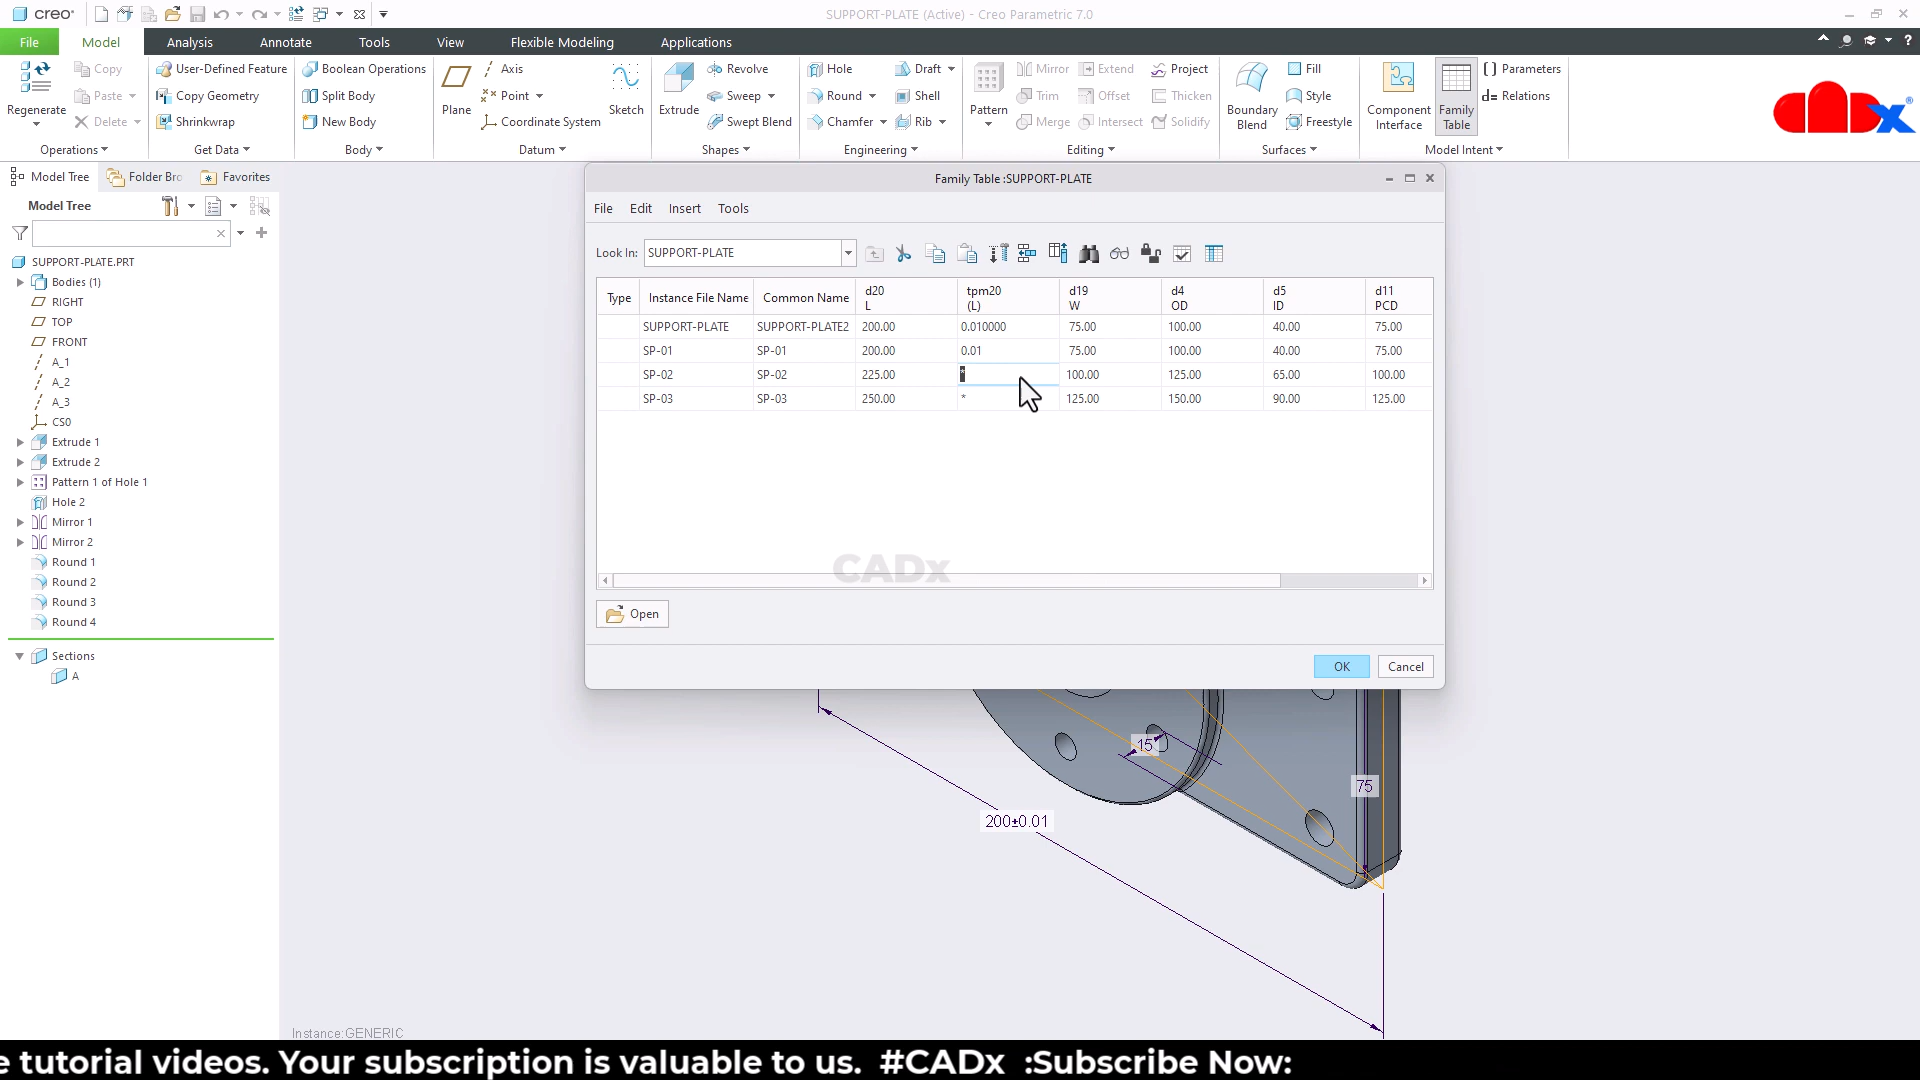 creo° SUPPORT-PLATE (Active) - Creo Parametric 7.0
File Model Analysis Annotate Tools View Flexible Modeling Applications
Regenerate Copy Paste Delete Operations
User-Defined Feature Copy Geometry Shrinkwrap Get Data
Boolean Operations Split Body New Body Body
Plane Axis Point Coordinate System Sketch Datum
Extrude Revolve Sweep Swept Blend Shapes
Hole Draft Round Shell Chamfer Rib Engineering
Pattern Mirror Extend Project Trim Offset Thicken Merge Intersect Solidify Editing
Boundary Blend Fill Style Freestyle Surfaces
Component Interface Family Table Parameters Relations Model Intent
CADx®
Model Tree Folder Bro Favorites
Model Tree
SUPPORT-PLATE.PRT
Bodies (1)
RIGHT
TOP
FRONT
A_1
A_2
A_3
CS0
Extrude 1
Extrude 2
Pattern 1 of Hole 1
Hole 2
Mirror 1
Mirror 2
Round 1
Round 2
Round 3
Round 4
Sections
A
Family Table :SUPPORT-PLATE
File Edit Insert Tools
Look In: SUPPORT-PLATE
Type Instance File Name Common Name d20 L tpm20 (L) d19 W d4 OD d5 ID d11 PCD
SUPPORT-PLATE SUPPORT-PLATE2 200.00 0.010000 75.00 100.00 40.00 75.00
SP-01 SP-01 200.00 0.01 75.00 100.00 40.00 75.00
SP-02 SP-02 225.00 * 100.00 125.00 65.00 100.00
SP-03 SP-03 250.00 * 125.00 150.00 90.00 125.00
CADx
Open
OK Cancel
15
75
200±0.01
Instance:GENERIC
e tutorial videos. Your subscription is valuable to us. #CADx :Subscribe Now: